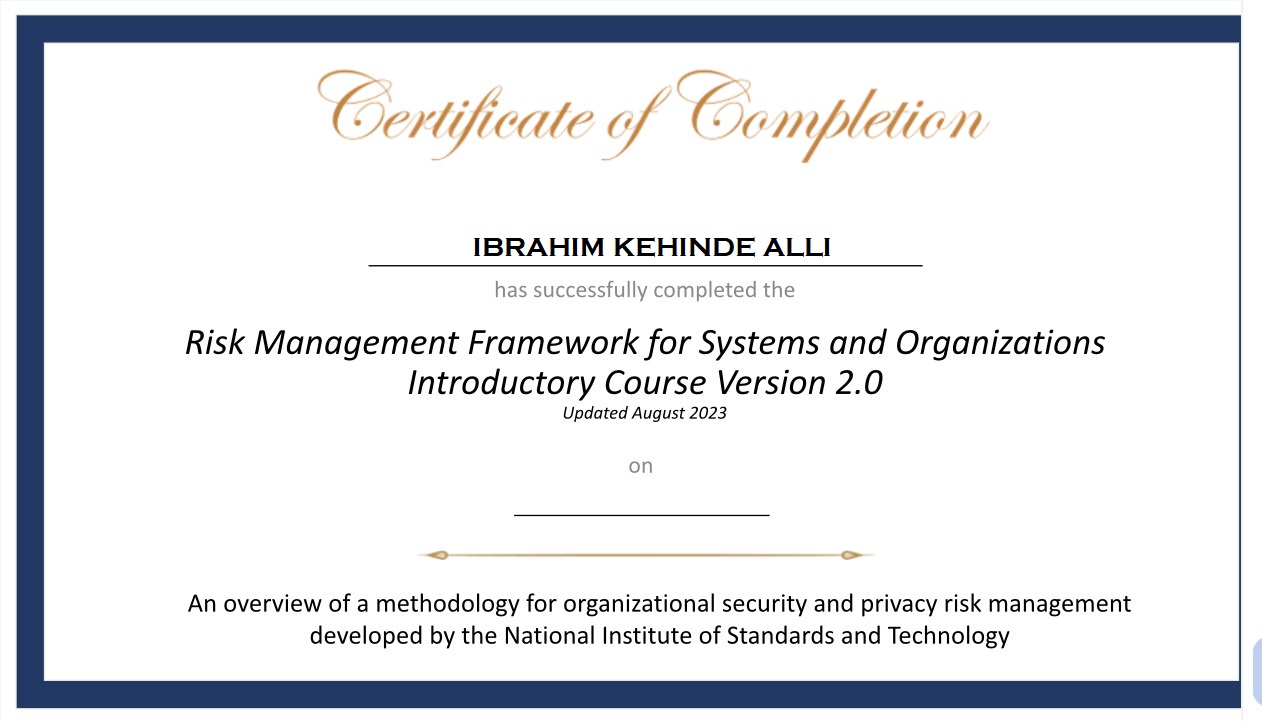 Certificate of Completion
IBRAHIM KEHINDE ALLI
has successfully completed the
Risk Management Framework for Systems and Organizations
Introductory Course Version 2.0
Updated August 2023
on
An overview of a methodology for organizational security and privacy risk management
developed by the National Institute of Standards and Technology